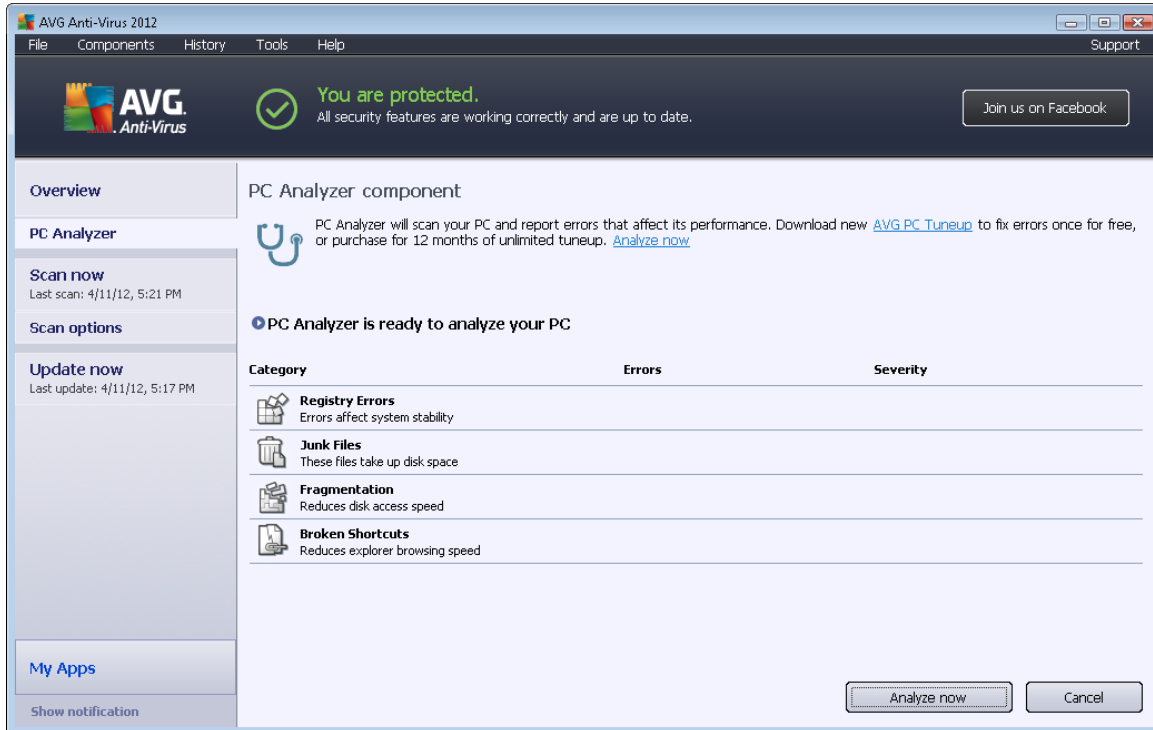 AVG Anti-Virus 2012
File Components History Tools Help Support
AVG.
Anti-Virus
You are protected.
All security features are working correctly and are up to date.
Join us on Facebook
Overview
PC Analyzer
Scan now
Last scan: 4/11/12, 5:21 PM
Scan options
Update now
Last update: 4/11/12, 5:17 PM
My Apps
Show notification
PC Analyzer component
PC Analyzer will scan your PC and report errors that affect its performance. Download new AVG PC Tuneup to fix errors once for free,
or purchase for 12 months of unlimited tuneup. Analyze now
PC Analyzer is ready to analyze your PC
Category Errors Severity
Registry Errors
Errors affect system stability
Junk Files
These files take up disk space
Fragmentation
Reduces disk access speed
Broken Shortcuts
Reduces explorer browsing speed
Analyze now Cancel